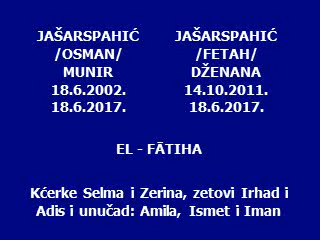 JAŠARSPAHIĆ JAŠARSPAHIĆ
/OSMAN/ /FETAH/
MUNIR DŽENANA
18.6.2002. 14.10.2011.
18.6.2017. 18.6.2017.
EL - FĀTIHA
Kćerke Selma i Zerina, zetovi Irhad i
Adis i unučad: Amila, Ismet i Iman